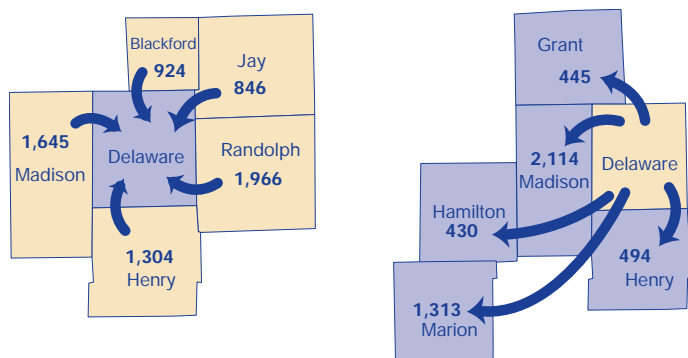 Blackford
924
Jay
846
1,645
Madison
Delaware
Randolph
1,966
1,304
Henry
Grant
445
2,114
Madison
Delaware
Hamilton
430
494
Henry
1,313
Marion